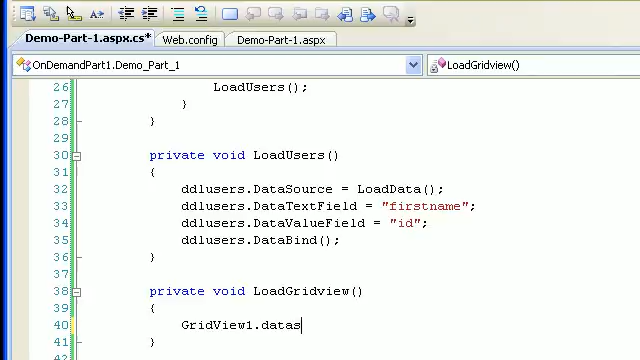 Demo-Part-1.aspx.cs* Web.config Demo-Part-1.aspx
OnDemandPart1.Demo_Part_1 LoadGridview()
26 LoadUsers();
27 }
28 }
29
30 private void LoadUsers()
31 {
32 ddlusers.DataSource = LoadData();
33 ddlusers.DataTextField = "firstname";
34 ddlusers.DataValueField = "id";
35 ddlusers.DataBind();
36 }
37
38 private void LoadGridview()
39 {
40 GridView1.datas
41 }